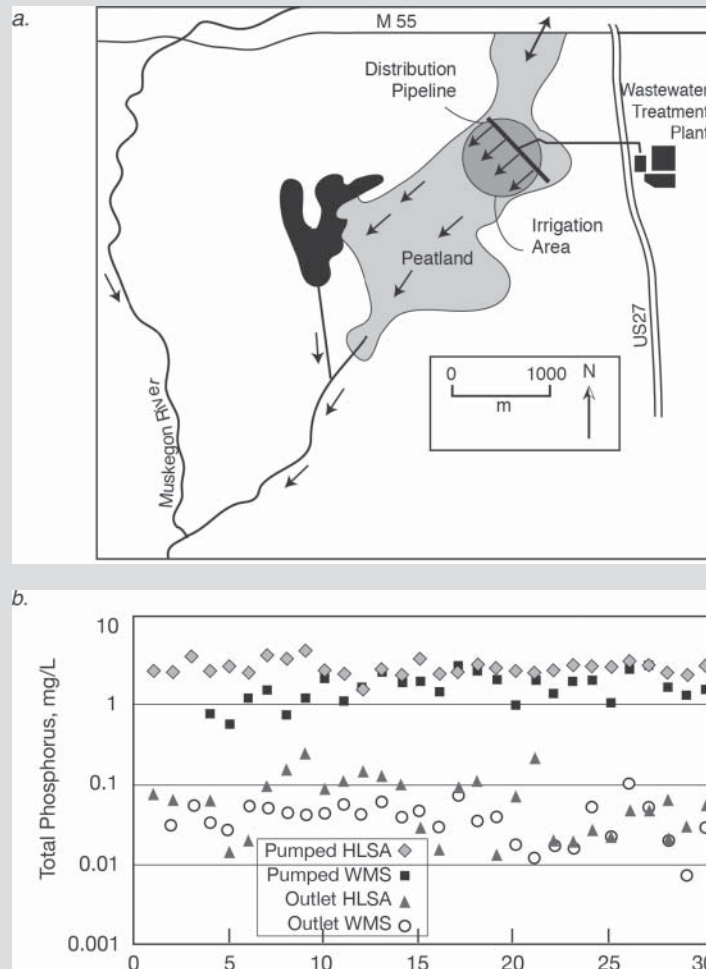 a.
M 55
Distribution
Pipeline
Wastewater
Treatment
Plant
Irrigation
Area
Peatland
US27
0 1000
m
N
Muskegon River
b.
Total Phosphorus, mg/L
10
1
0.1
0.01
0.001
Pumped HLSA
Pumped WMS
Outlet HLSA
Outlet WMS
0 5 10 15 20 25 30